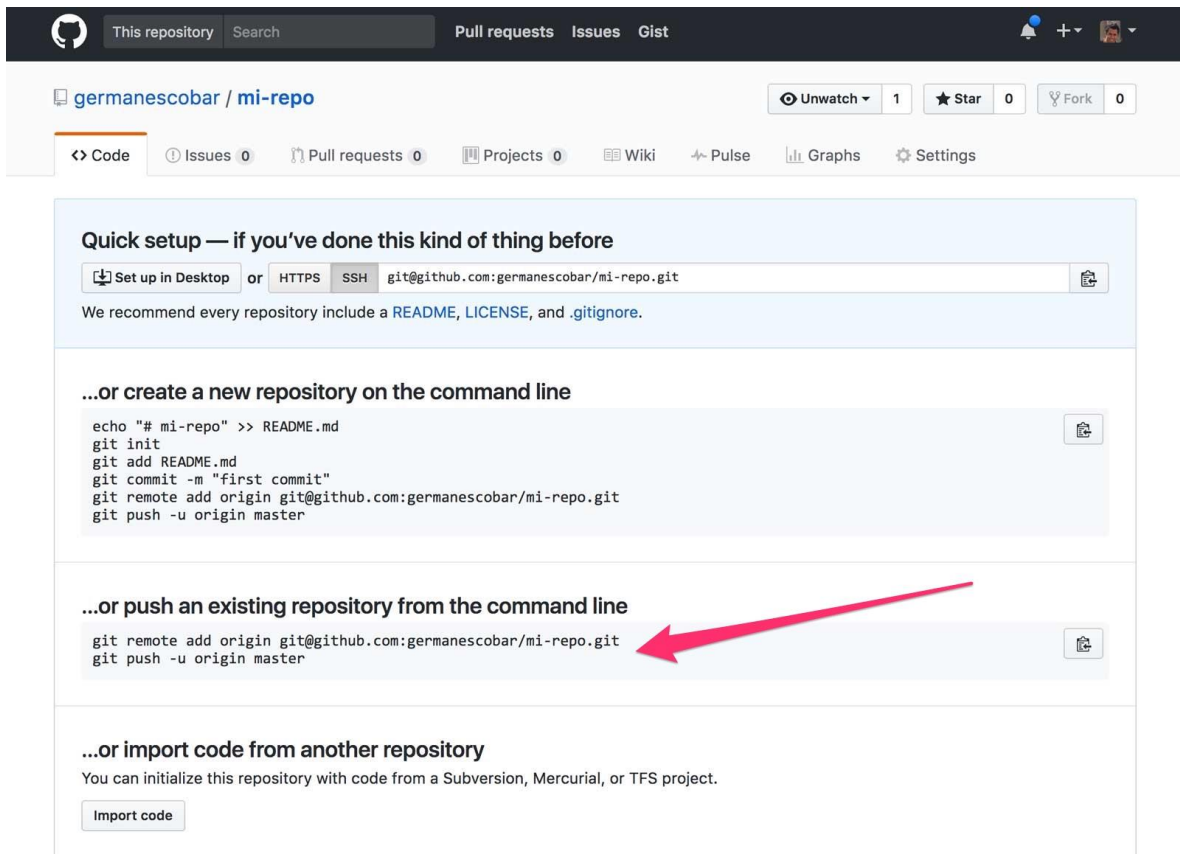 This repository Search Pull requests Issues Gist
germanescobar / mi-repo Unwatch 1 Star 0 Fork 0
Code Issues 0 Pull requests 0 Projects 0 Wiki Pulse Graphs Settings
Quick setup — if you’ve done this kind of thing before
Set up in Desktop or HTTPS SSH git@github.com:germanescobar/mi-repo.git
We recommend every repository include a README, LICENSE, and .gitignore.
...or create a new repository on the command line
echo "# mi-repo" >> README.md
git init
git add README.md
git commit -m "first commit"
git remote add origin git@github.com:germanescobar/mi-repo.git
git push -u origin master
...or push an existing repository from the command line
git remote add origin git@github.com:germanescobar/mi-repo.git
git push -u origin master
...or import code from another repository
You can initialize this repository with code from a Subversion, Mercurial, or TFS project.
Import code